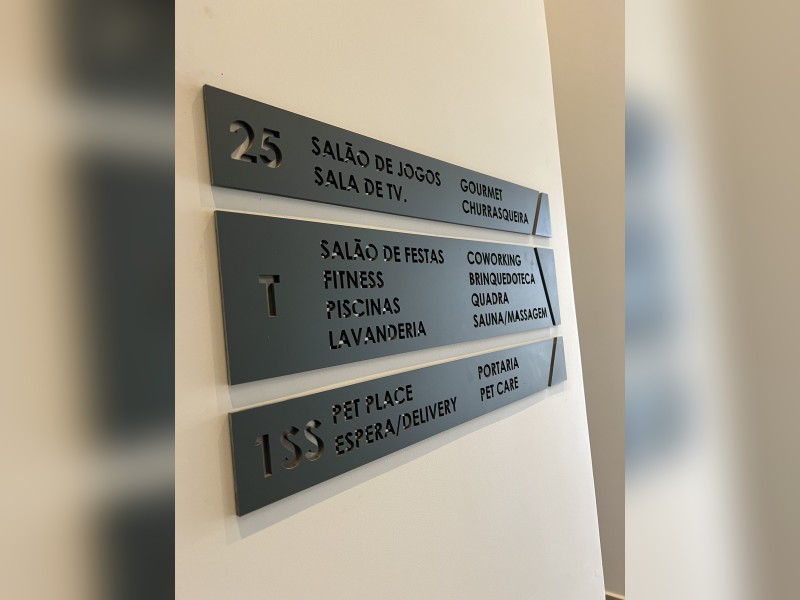 25
SALÃO DE JOGOS
SALA DE TV.
GOURMET
CHURRASQUEIRA
T
SALÃO DE FESTAS
FITNESS
PISCINAS
LAVANDERIA
COWORKING
BRINQUEDOTECA
QUADRA
SAUNA/MASSAGEM
1SS
PET PLACE
ESPERA/DELIVERY
PORTARIA
PET CARE